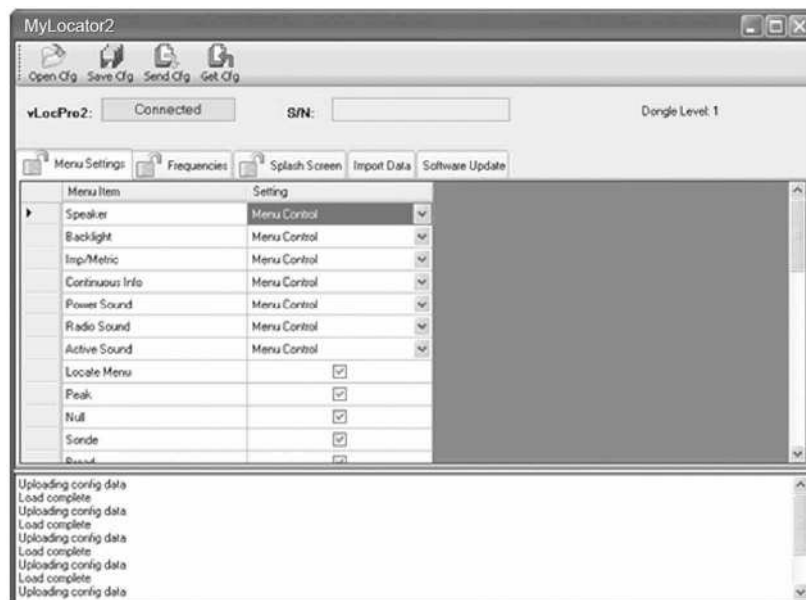 MyLocator2
Open Cfg Save Cfg Send Cfg Get Cfg
vLocPro2: Connected S/N: Dongle Level: 1
Menu Settings Frequencies Splash Screen Import Data Software Update
Menu Item Setting
Speaker Menu Control
Backlight Menu Control
Imp/Metric Menu Control
Continuous Info Menu Control
Power Sound Menu Control
Radio Sound Menu Control
Active Sound Menu Control
Locate Menu
Peak
Null
Sonde
Uploading config data
Load complete
Uploading config data
Load complete
Uploading config data
Load complete
Uploading config data
Load complete
Uploading config data